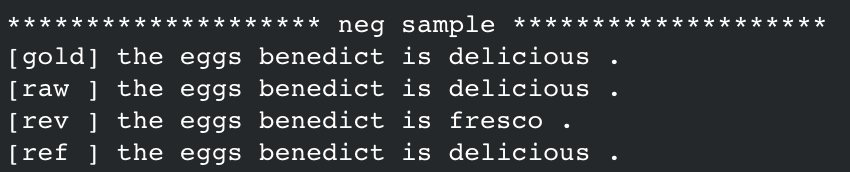 ******************** neg sample ********************
[gold] the eggs benedict is delicious .
[raw ] the eggs benedict is delicious .
[rev ] the eggs benedict is fresco .
[ref ] the eggs benedict is delicious .